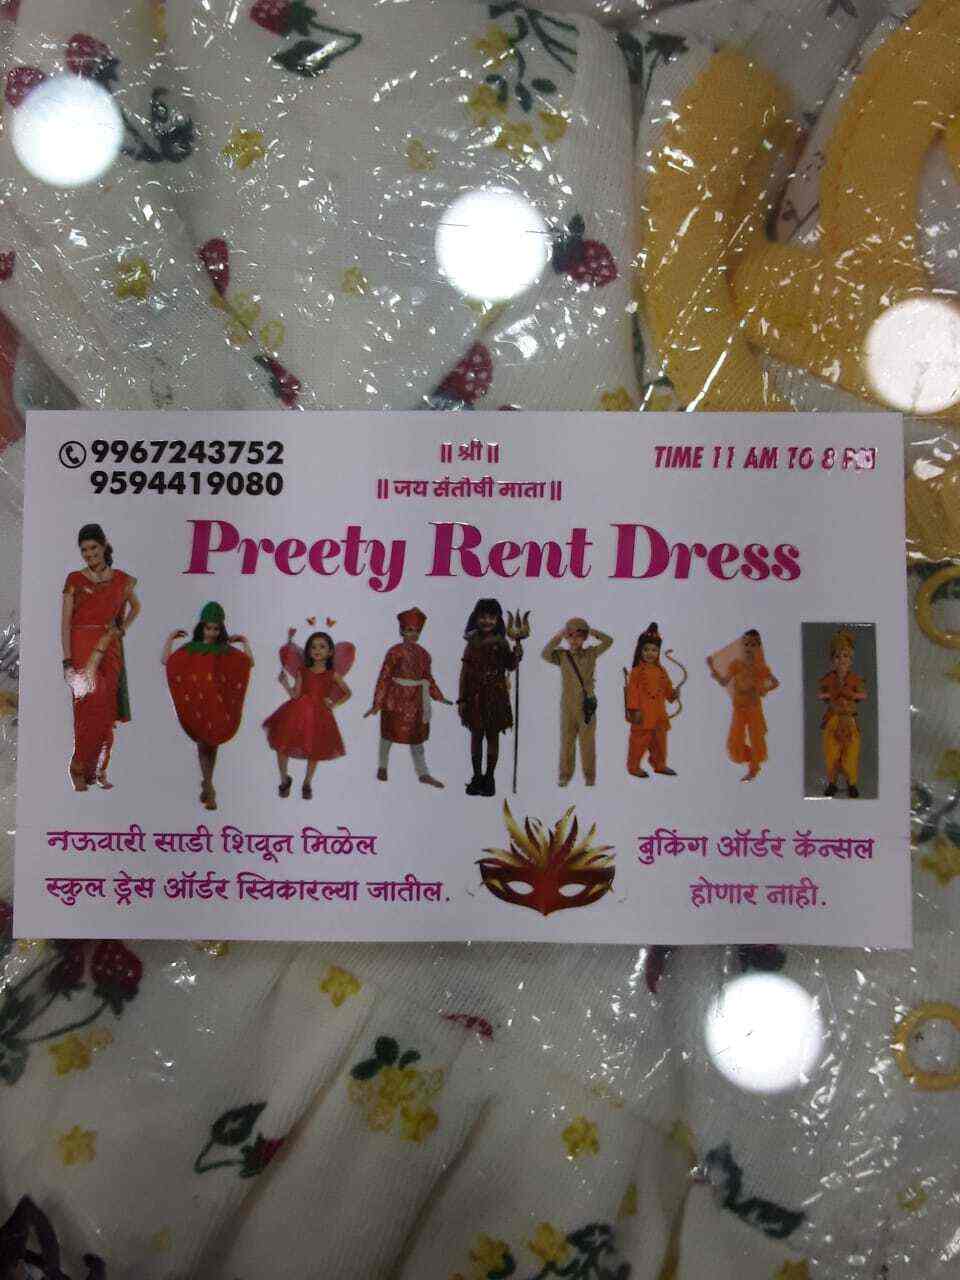 9967243752
9594419080
|| श्री ||
|| जय संतोषी माता ||
TIME 11 AM TO 8 PM
Preety Rent Dress
नऊवारी साडी शिवून मिळेल
स्कुल ड्रेस ऑर्डर स्विकारल्या जातील.
बुकिंग ऑर्डर कॅन्सल
होणार नाही.